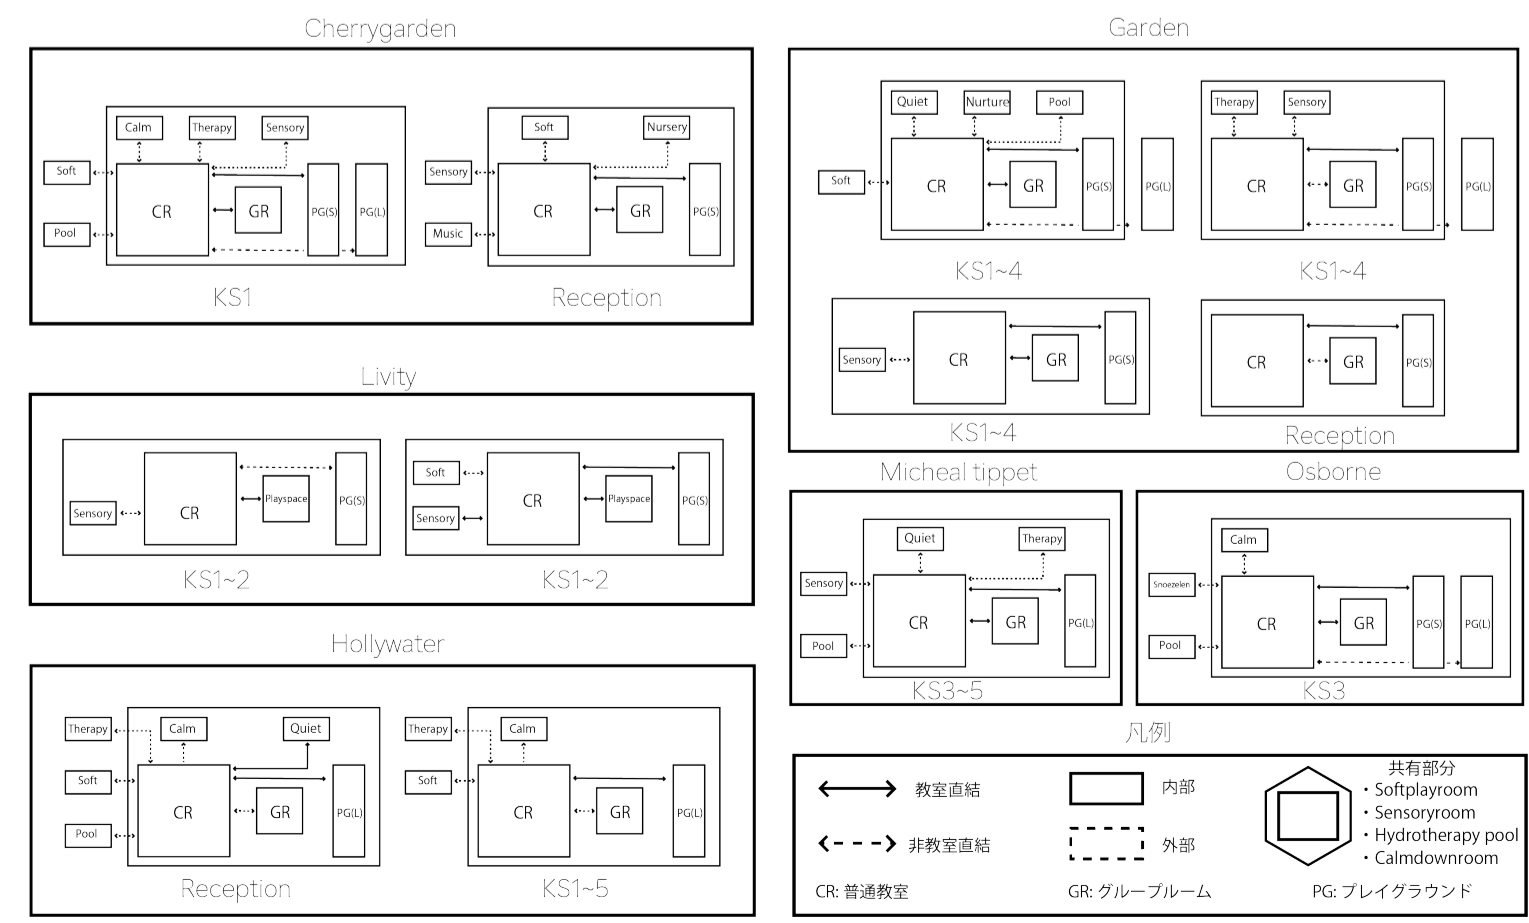 Cherrygarden
Calm
Therapy
Sensory
Soft
Pool
CR
GR
PG(S)
PG(L)
KS1
Soft
Nursery
Sensory
Music
CR
GR
PG(S)
Reception
Livity
Sensory
CR
Playspace
PG(S)
KS1~2
Soft
Sensory
CR
Playspace
PG(S)
KS1~2
Hollywater
Therapy
Calm
Quiet
Soft
Pool
CR
GR
PG(L)
Reception
Therapy
Calm
Soft
CR
GR
PG(L)
KS1~5
Garden
Quiet
Nurture
Pool
Soft
CR
GR
PG(S)
PG(L)
KS1~4
Therapy
Sensory
CR
GR
PG(S)
PG(L)
KS1~4
Sensory
CR
GR
PG(S)
KS1~4
CR
GR
PG(S)
Reception
Micheal tippet
Quiet
Therapy
Sensory
Pool
CR
GR
PG(L)
KS3~5
Osborne
Calm
Snoezelen
Pool
CR
GR
PG(S)
PG(L)
KS3
凡例
教室直結
内部
共有部分
・Softplayroom
・Sensoryroom
・Hydrotherapy pool
・Calmdownroom
非教室直結
外部
CR: 普通教室
GR: グループルーム
PG: プレイグラウンド